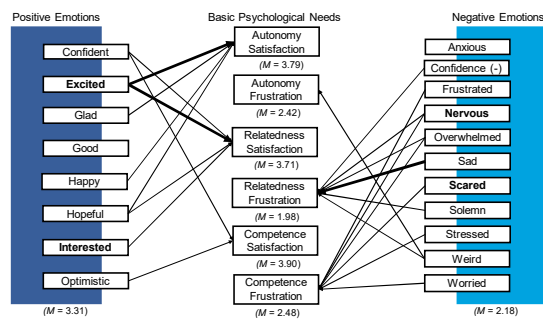 Positive Emotions
Basic Psychological Needs
Negative Emotions
Confident
Excited
Glad
Good
Happy
Hopeful
Interested
Optimistic
(M = 3.31)
Autonomy
Satisfaction
(M = 3.79)
Autonomy
Frustration
(M = 2.42)
Relatedness
Satisfaction
(M = 3.71)
Relatedness
Frustration
(M = 1.98)
Competence
Satisfaction
(M = 3.90)
Competence
Frustration
(M = 2.48)
Anxious
Confidence (-)
Frustrated
Nervous
Overwhelmed
Sad
Scared
Solemn
Stressed
Weird
Worried
(M = 2.18)